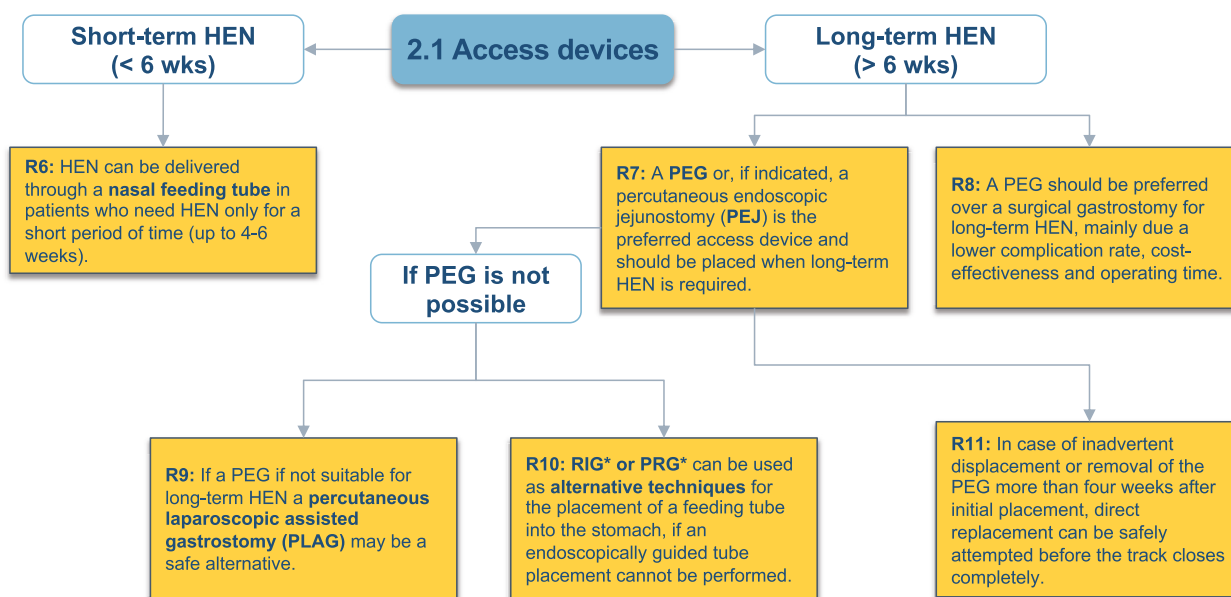 Short-term HEN
(< 6 wks)
2.1 Access devices
Long-term HEN
(> 6 wks)
R6: HEN can be delivered
through a nasal feeding tube in
patients who need HEN only for a
short period of time (up to 4-6
weeks).
R7: A PEG or, if indicated, a
percutaneous endoscopic
jejunostomy (PEJ) is the
preferred access device and
should be placed when long-term
HEN is required.
R8: A PEG should be preferred
over a surgical gastrostomy for
long-term HEN, mainly due a
lower complication rate, cost-
effectiveness and operating time.
If PEG is not
possible
R9: If a PEG if not suitable for
long-term HEN a percutaneous
laparoscopic assisted
gastrostomy (PLAG) may be a
safe alternative.
R10: RIG* or PRG* can be used
as alternative techniques for
the placement of a feeding tube
into the stomach, if an
endoscopically guided tube
placement cannot be performed.
R11: In case of inadvertent
displacement or removal of the
PEG more than four weeks after
initial placement, direct
replacement can be safely
attempted before the track closes
completely.